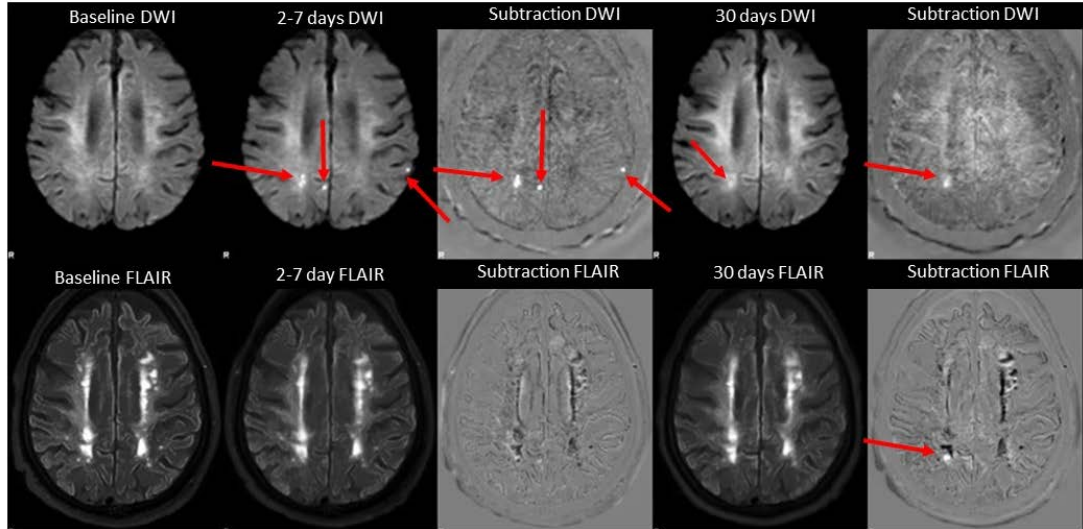 Baseline DWI
2-7 days DWI
Subtraction DWI
30 days DWI
Subtraction DWI
Baseline FLAIR
2-7 day FLAIR
Subtraction FLAIR
30 days FLAIR
Subtraction FLAIR